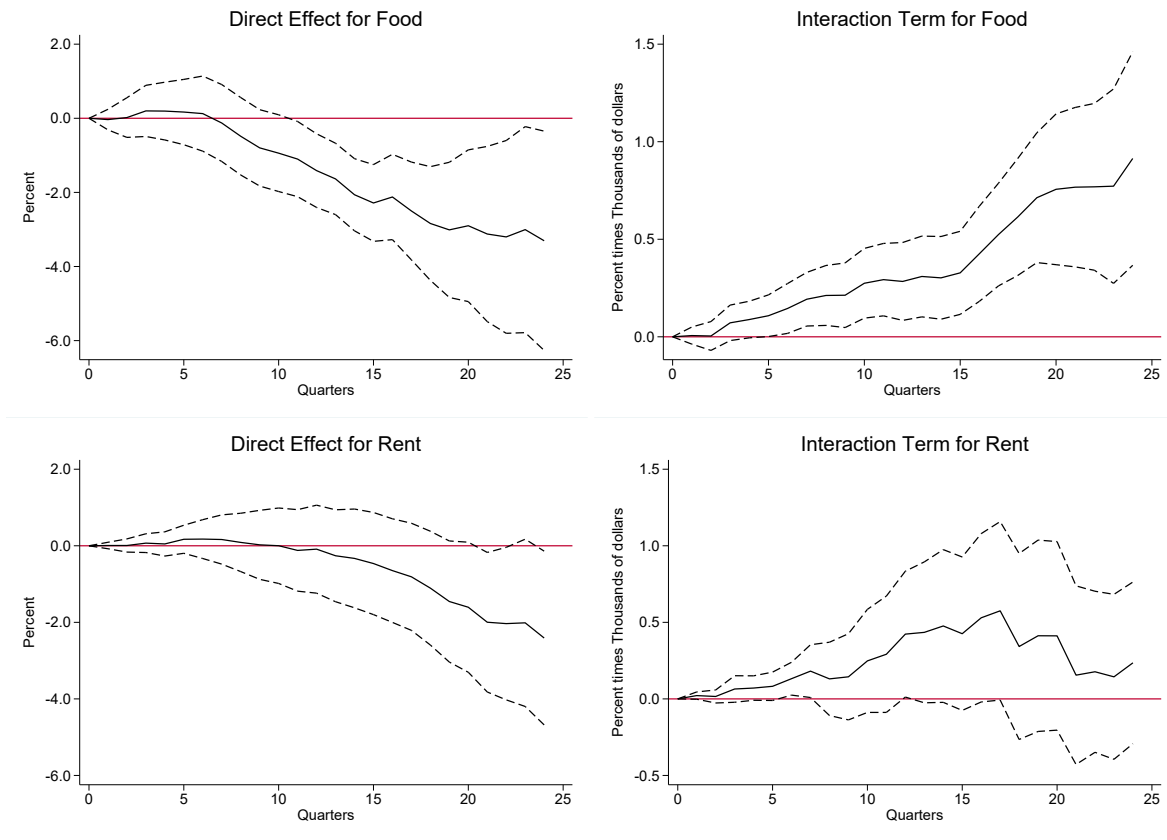 Direct Effect for Food
2.0
0.0
-2.0
-4.0
-6.0
Percent
0 5 10 15 20 25
Quarters
Interaction Term for Food
1.5
1.0
0.5
0.0
Percent times Thousands of dollars
0 5 10 15 20 25
Quarters
Direct Effect for Rent
2.0
0.0
-2.0
-4.0
-6.0
Percent
0 5 10 15 20 25
Quarters
Interaction Term for Rent
1.5
1.0
0.5
0.0
-0.5
Percent times Thousands of dollars
0 5 10 15 20 25
Quarters